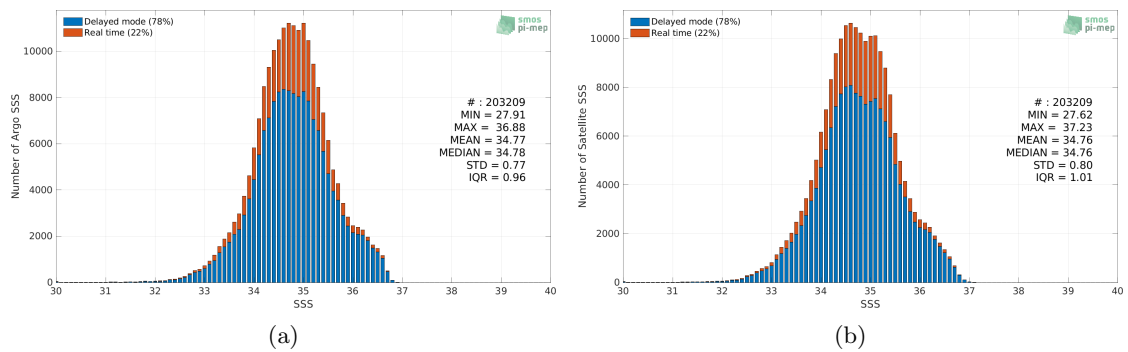 Delayed mode (78%)
Real time (22%)
smos
pi-mep
10000
8000
6000
4000
2000
0
Number of Argo SSS
# : 203209
MIN = 27.91
MAX = 36.88
MEAN = 34.77
MEDIAN = 34.78
STD = 0.77
IQR = 0.96
30 31 32 33 34 35 36 37 38 39 40
SSS
(a)
Delayed mode (78%)
Real time (22%)
smos
pi-mep
10000
8000
6000
4000
2000
0
Number of Satellite SSS
# : 203209
MIN = 27.62
MAX = 37.23
MEAN = 34.76
MEDIAN = 34.76
STD = 0.80
IQR = 1.01
30 31 32 33 34 35 36 37 38 39 40
SSS
(b)